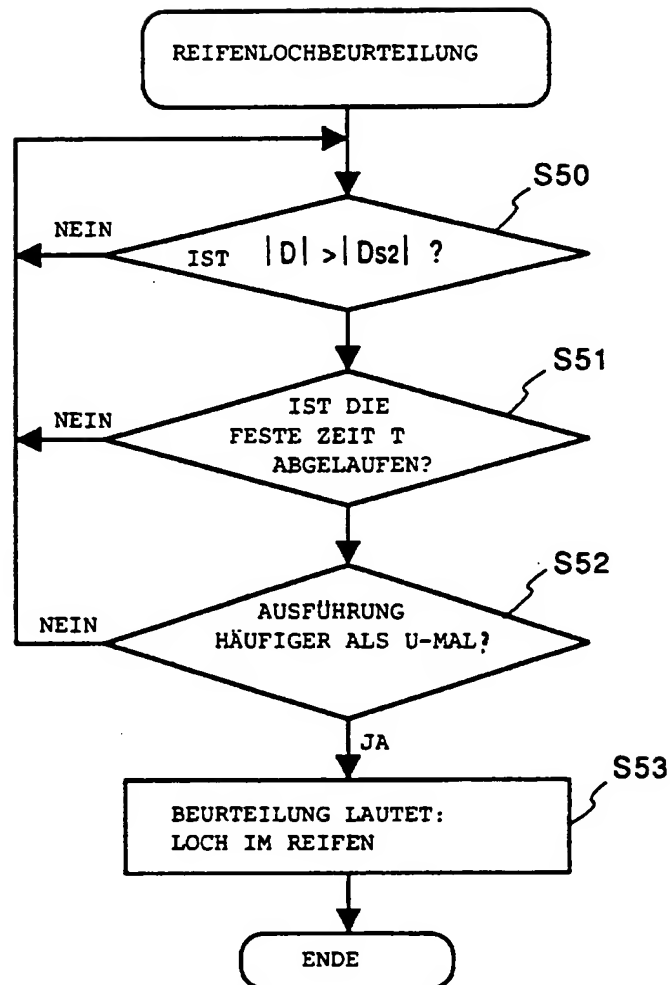 REIFENLOCHBEURTEILUNG
S50
NEIN
IST |D| >|Ds2| ?
S51
NEIN
IST DIE
FESTE ZEIT T
ABGELAUFEN?
S52
NEIN
AUSFÜHRUNG
HÄUFIGER ALS U-MAL?
JA
S53
BEURTEILUNG LAUTET:
LOCH IM REIFEN
ENDE